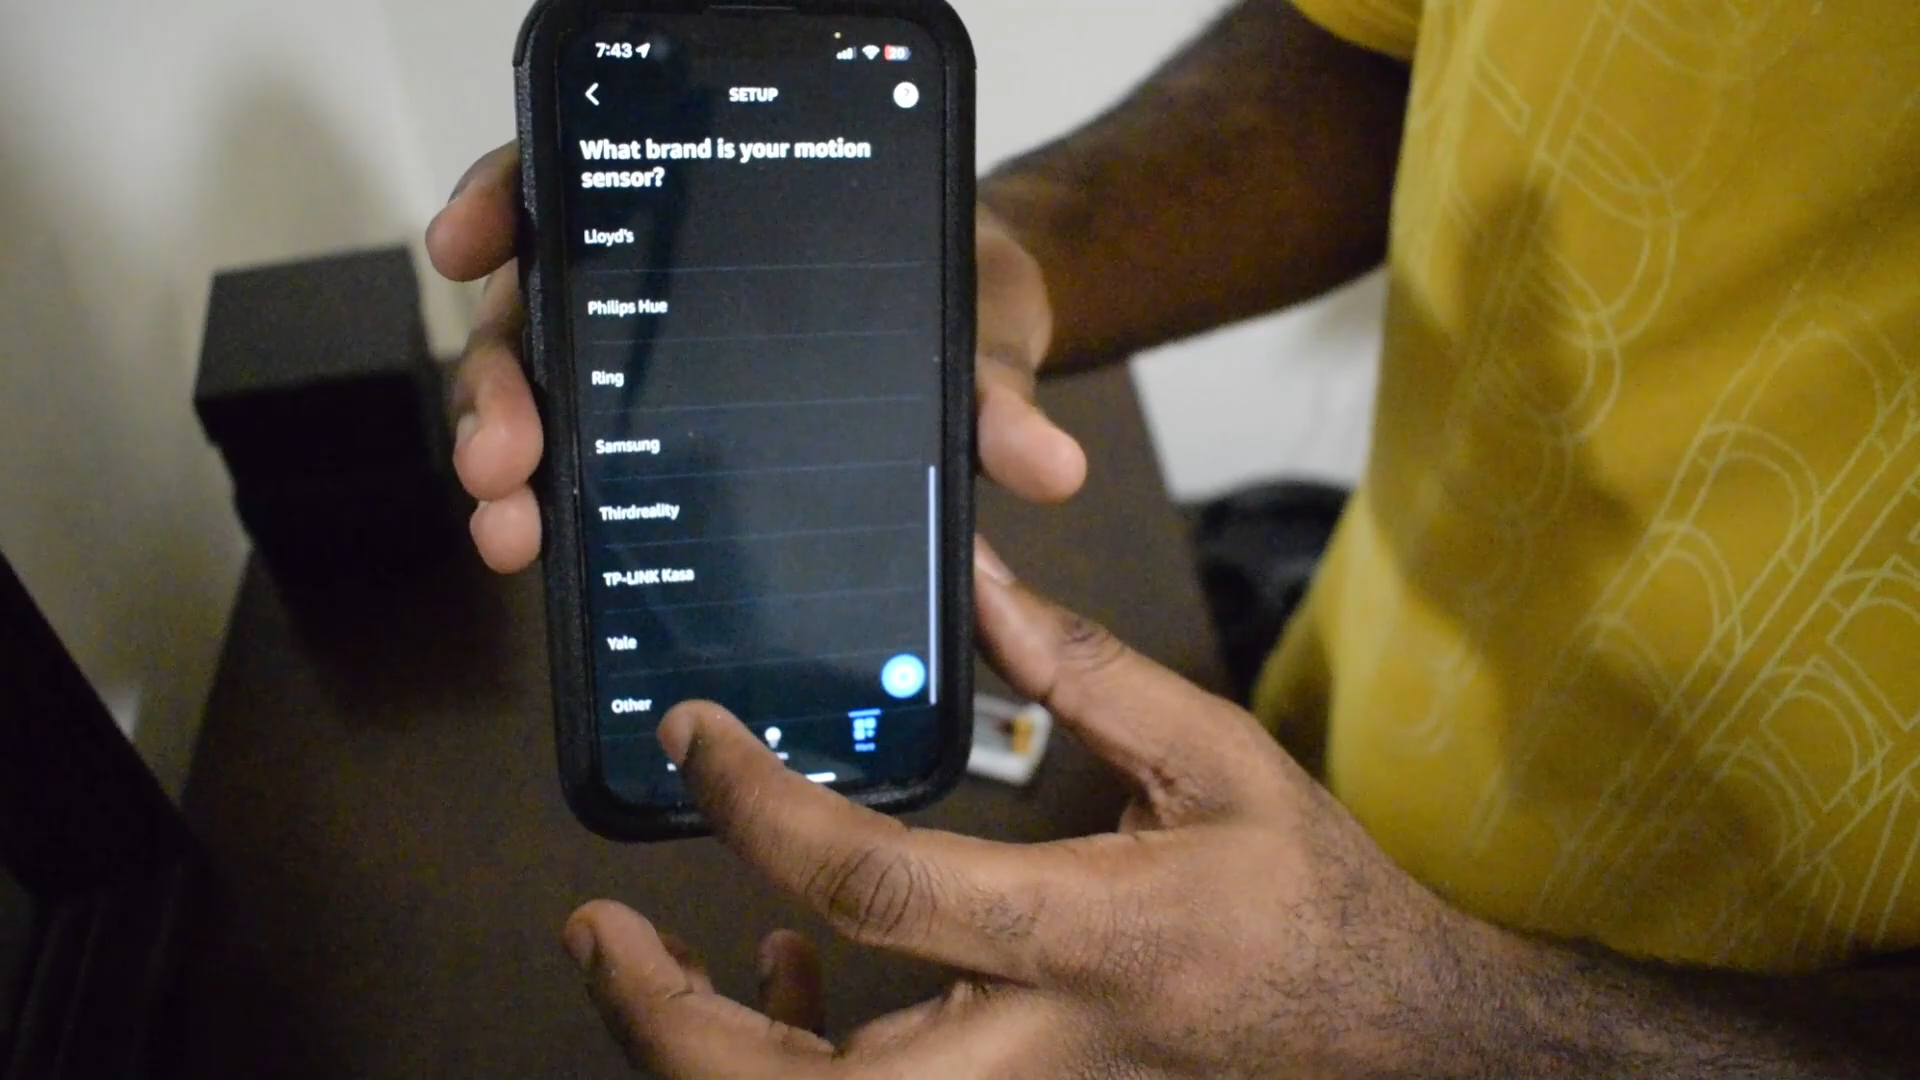 7:43
20
SETUP
?
What brand is your motion
sensor?
Lloyd's
Philips Hue
Ring
Samsung
Thirdreality
TP-LINK Kasa
Yale
Other